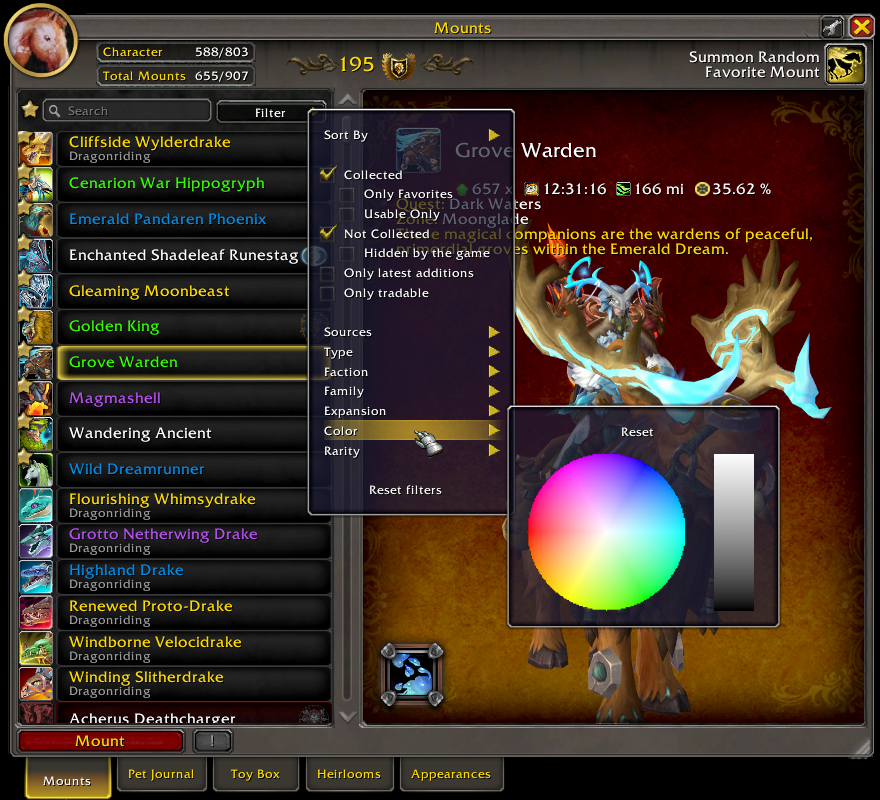 Mounts
Character 588/803
Total Mounts 655/907
195
Summon Random
Favorite Mount
Search
Filter
Cliffside Wylderdrake
Dragonriding
Cenarion War Hippogryph
Emerald Pandaren Phoenix
Enchanted Shadeleaf Runestag
Gleaming Moonbeast
Golden King
Grove Warden
Magmashell
Wandering Ancient
Wild Dreamrunner
Flourishing Whimsydrake
Dragonriding
Grotto Netherwing Drake
Dragonriding
Highland Drake
Dragonriding
Renewed Proto-Drake
Dragonriding
Windborne Velocidrake
Dragonriding
Winding Slitherdrake
Dragonriding
Acherus Deathcharger
Sort By
Collected
Only Favorites
Usable Only
Not Collected
Hidden by the game
Only latest additions
Only tradable
Sources
Type
Faction
Family
Expansion
Color
Rarity
Reset filters
Grove Warden
657 x 12:31:16 166 mi 35.62 %
Quest: Dark Waters
Zone: Moonglade
These magical companions are the wardens of peaceful,
primordial groves within the Emerald Dream.
Reset
Mount
!
Mounts
Pet Journal
Toy Box
Heirlooms
Appearances